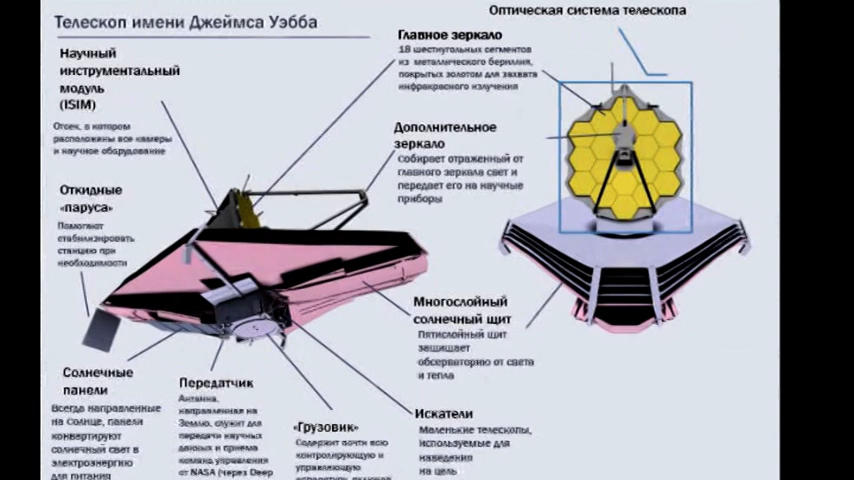 Оптическая система телескопа
Телескоп имени Джеймса Уэбба
Научный
инструментальный
модуль
(ISIM)
Отсек, в котором
расположены все камеры
и научное оборудование
Откидные
«паруса»
Помогают
стабилизировать
станцию при
необходимости
Солнечные
панели
Всегда направленные
на Солнце, панели
конвертируют
солнечный свет в
электроэнергию
для питания
Передатчик
Антенна,
направленная на
Землю, служит для
передачи научных
данных и приема
команд управления
от NASA (через Deep
«Грузовик»
Содержит почти всю
контролирующую и
управляющую
Главное зеркало
18 шестиугольных сегментов
из металлического бериллия,
покрытых золотом для захвата
инфракрасного излучения
Дополнительное
зеркало
Собирает отраженный от
главного зеркала свет и
передает его на научные
приборы
Многослойный
солнечный щит
Пятислойный щит
защищает
обсерваторию от света
и тепла
Искатели
Маленькие телескопы,
используемые для
наведения
на цель